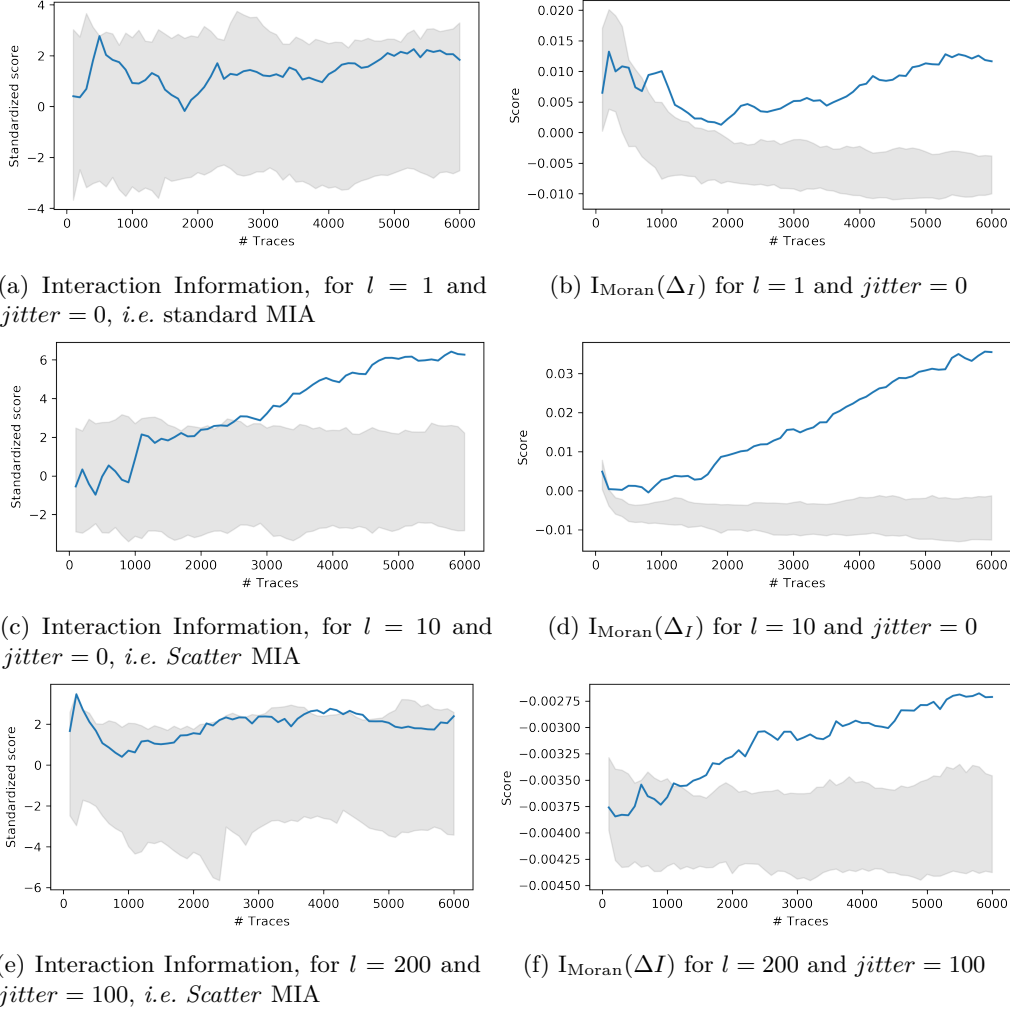 4
2
0
−2
−4
Standardized score
0 1000 2000 3000 4000 5000 6000
# Traces
0.020
0.015
0.010
0.005
0.000
−0.005
−0.010
Score
0 1000 2000 3000 4000 5000 6000
# Traces
(a) Interaction Information, for l = 1 and
jitter = 0, i.e. standard MIA
(b) I_Moran(Δ_I) for l = 1 and jitter = 0
6
4
2
0
−2
Standardized score
0 1000 2000 3000 4000 5000 6000
# Traces
0.03
0.02
0.01
0.00
−0.01
Score
0 1000 2000 3000 4000 5000 6000
# Traces
(c) Interaction Information, for l = 10 and
jitter = 0, i.e. Scatter MIA
(d) I_Moran(Δ_I) for l = 10 and jitter = 0
2
0
−2
−4
−6
Standardized score
0 1000 2000 3000 4000 5000 6000
# Traces
−0.00275
−0.00300
−0.00325
−0.00350
−0.00375
−0.00400
−0.00425
−0.00450
Score
0 1000 2000 3000 4000 5000 6000
# Traces
(e) Interaction Information, for l = 200 and
jitter = 100, i.e. Scatter MIA
(f) I_Moran(ΔI) for l = 200 and jitter = 100